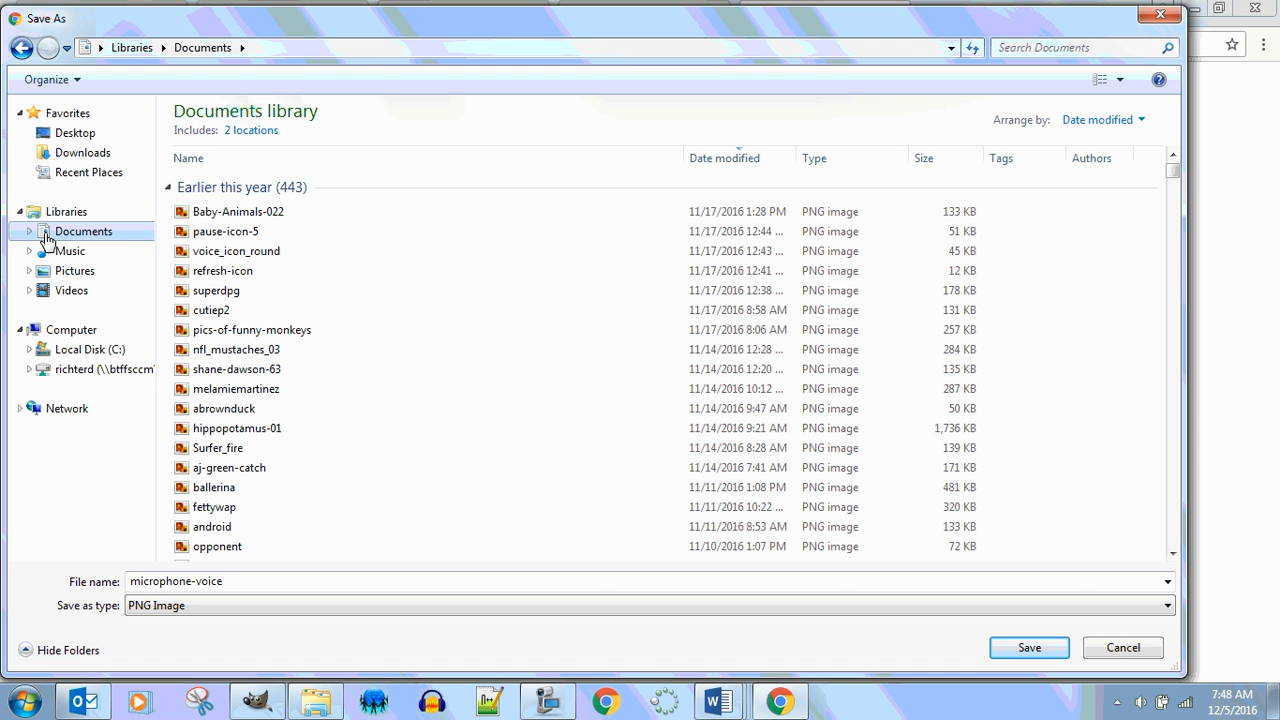 Save As
Libraries Documents
Search Documents
Organize
Favorites
Desktop
Downloads
Recent Places
Libraries
Documents
Music
Pictures
Videos
Computer
Local Disk (C:)
richterd (\\btffsccm
Network
Documents library
Includes: 2 locations
Arrange by: Date modified
Name Date modified Type Size Tags Authors
Earlier this year (443)
Baby-Animals-022 11/17/2016 1:28 PM PNG image 133 KB
pause-icon-5 11/17/2016 12:44 ... PNG image 51 KB
voice_icon_round 11/17/2016 12:43 ... PNG image 45 KB
refresh-icon 11/17/2016 12:41 ... PNG image 12 KB
superdpg 11/17/2016 12:38 ... PNG image 178 KB
cutiep2 11/17/2016 8:58 AM PNG image 131 KB
pics-of-funny-monkeys 11/17/2016 8:06 AM PNG image 257 KB
nfl_mustaches_03 11/14/2016 12:28 ... PNG image 284 KB
shane-dawson-63 11/14/2016 12:20 ... PNG image 135 KB
melamiemartinez 11/14/2016 10:12 ... PNG image 287 KB
abrownduck 11/14/2016 9:47 AM PNG image 50 KB
hippopotamus-01 11/14/2016 9:21 AM PNG image 1,736 KB
Surfer_fire 11/14/2016 8:28 AM PNG image 139 KB
aj-green-catch 11/14/2016 7:41 AM PNG image 171 KB
ballerina 11/11/2016 1:08 PM PNG image 481 KB
fettywap 11/11/2016 10:22 ... PNG image 320 KB
android 11/11/2016 8:53 AM PNG image 133 KB
opponent 11/10/2016 1:07 PM PNG image 72 KB
File name: microphone-voice
Save as type: PNG Image
Hide Folders
Save
Cancel
7:48 AM
12/5/2016